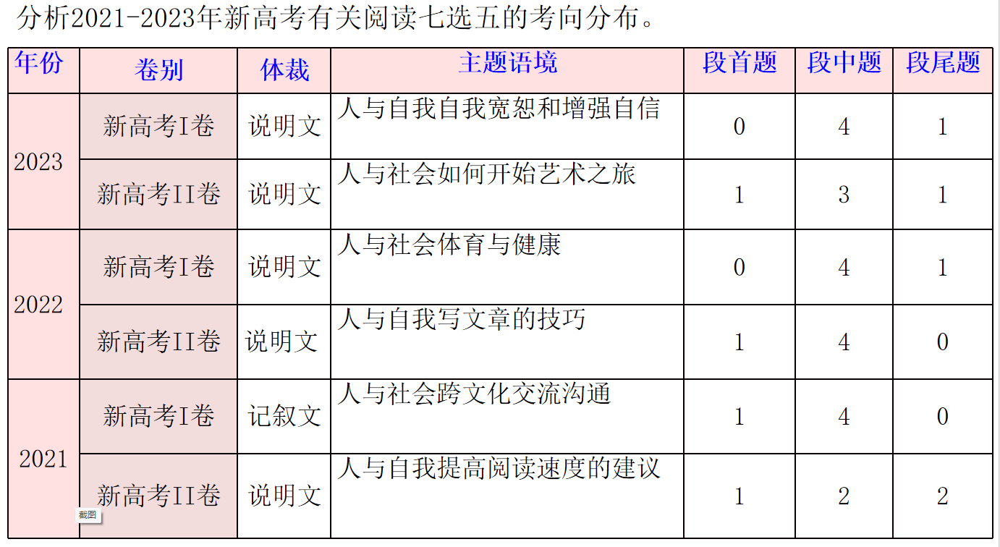 分析2021-2023年新高考有关阅读七选五的考向分布。
年份 卷别 体裁 主题语境 段首题 段中题 段尾题
2023 新高考I卷 说明文 人与自我自我宽恕和增强自信 0 4 1
新高考II卷 说明文 人与社会如何开始艺术之旅 1 3 1
2022 新高考I卷 说明文 人与社会体育与健康 0 4 1
新高考II卷 说明文 人与自我写文章的技巧 1 4 0
2021 新高考I卷 记叙文 人与社会跨文化交流沟通 1 4 0
新高考II卷 说明文 人与自我提高阅读速度的建议 1 2 2
截图